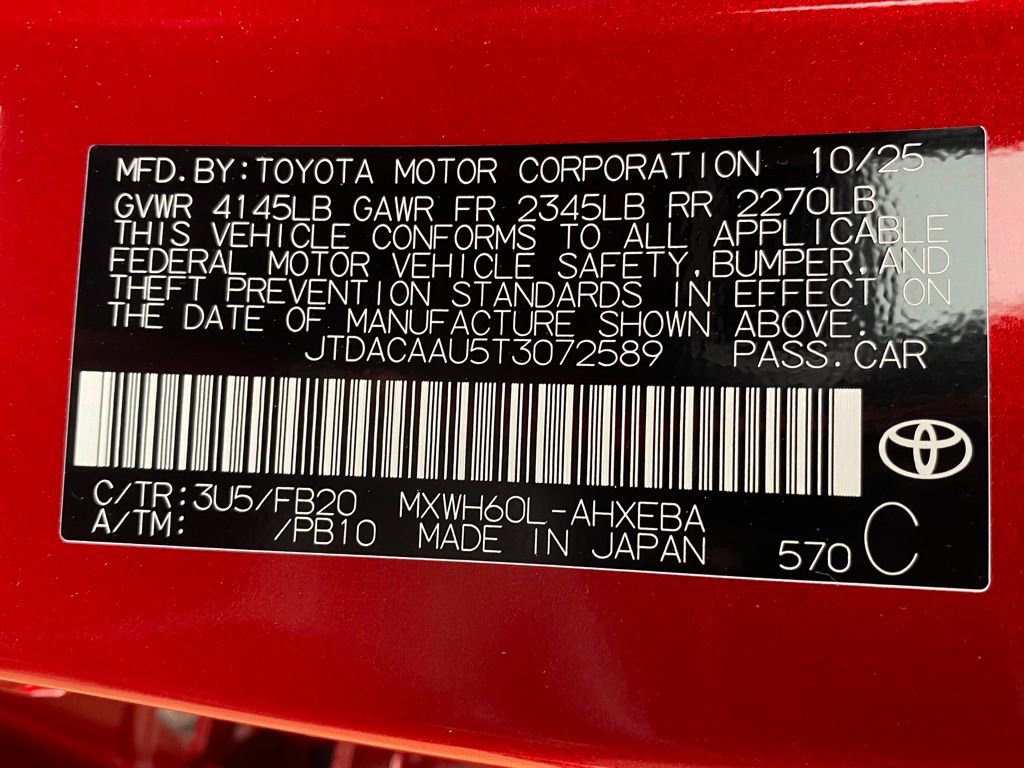 MFD.BY:TOYOTA MOTOR CORPORATION 10/25
GVWR 4145LB GAWR FR 2345LB RR 2270LB
THIS VEHICLE CONFORMS TO ALL APPLICABLE
FEDERAL MOTOR VEHICLE SAFETY,BUMPER,AND
THEFT PREVENTION STANDARDS IN EFFECT ON
THE DATE OF MANUFACTURE SHOWN ABOVE.
JTDACAAU5T3072589 PASS.CAR
C/TR:3U5/FB20 MXWH60L-AHXEBA
A/TM: /PB10 MADE IN JAPAN 570 C